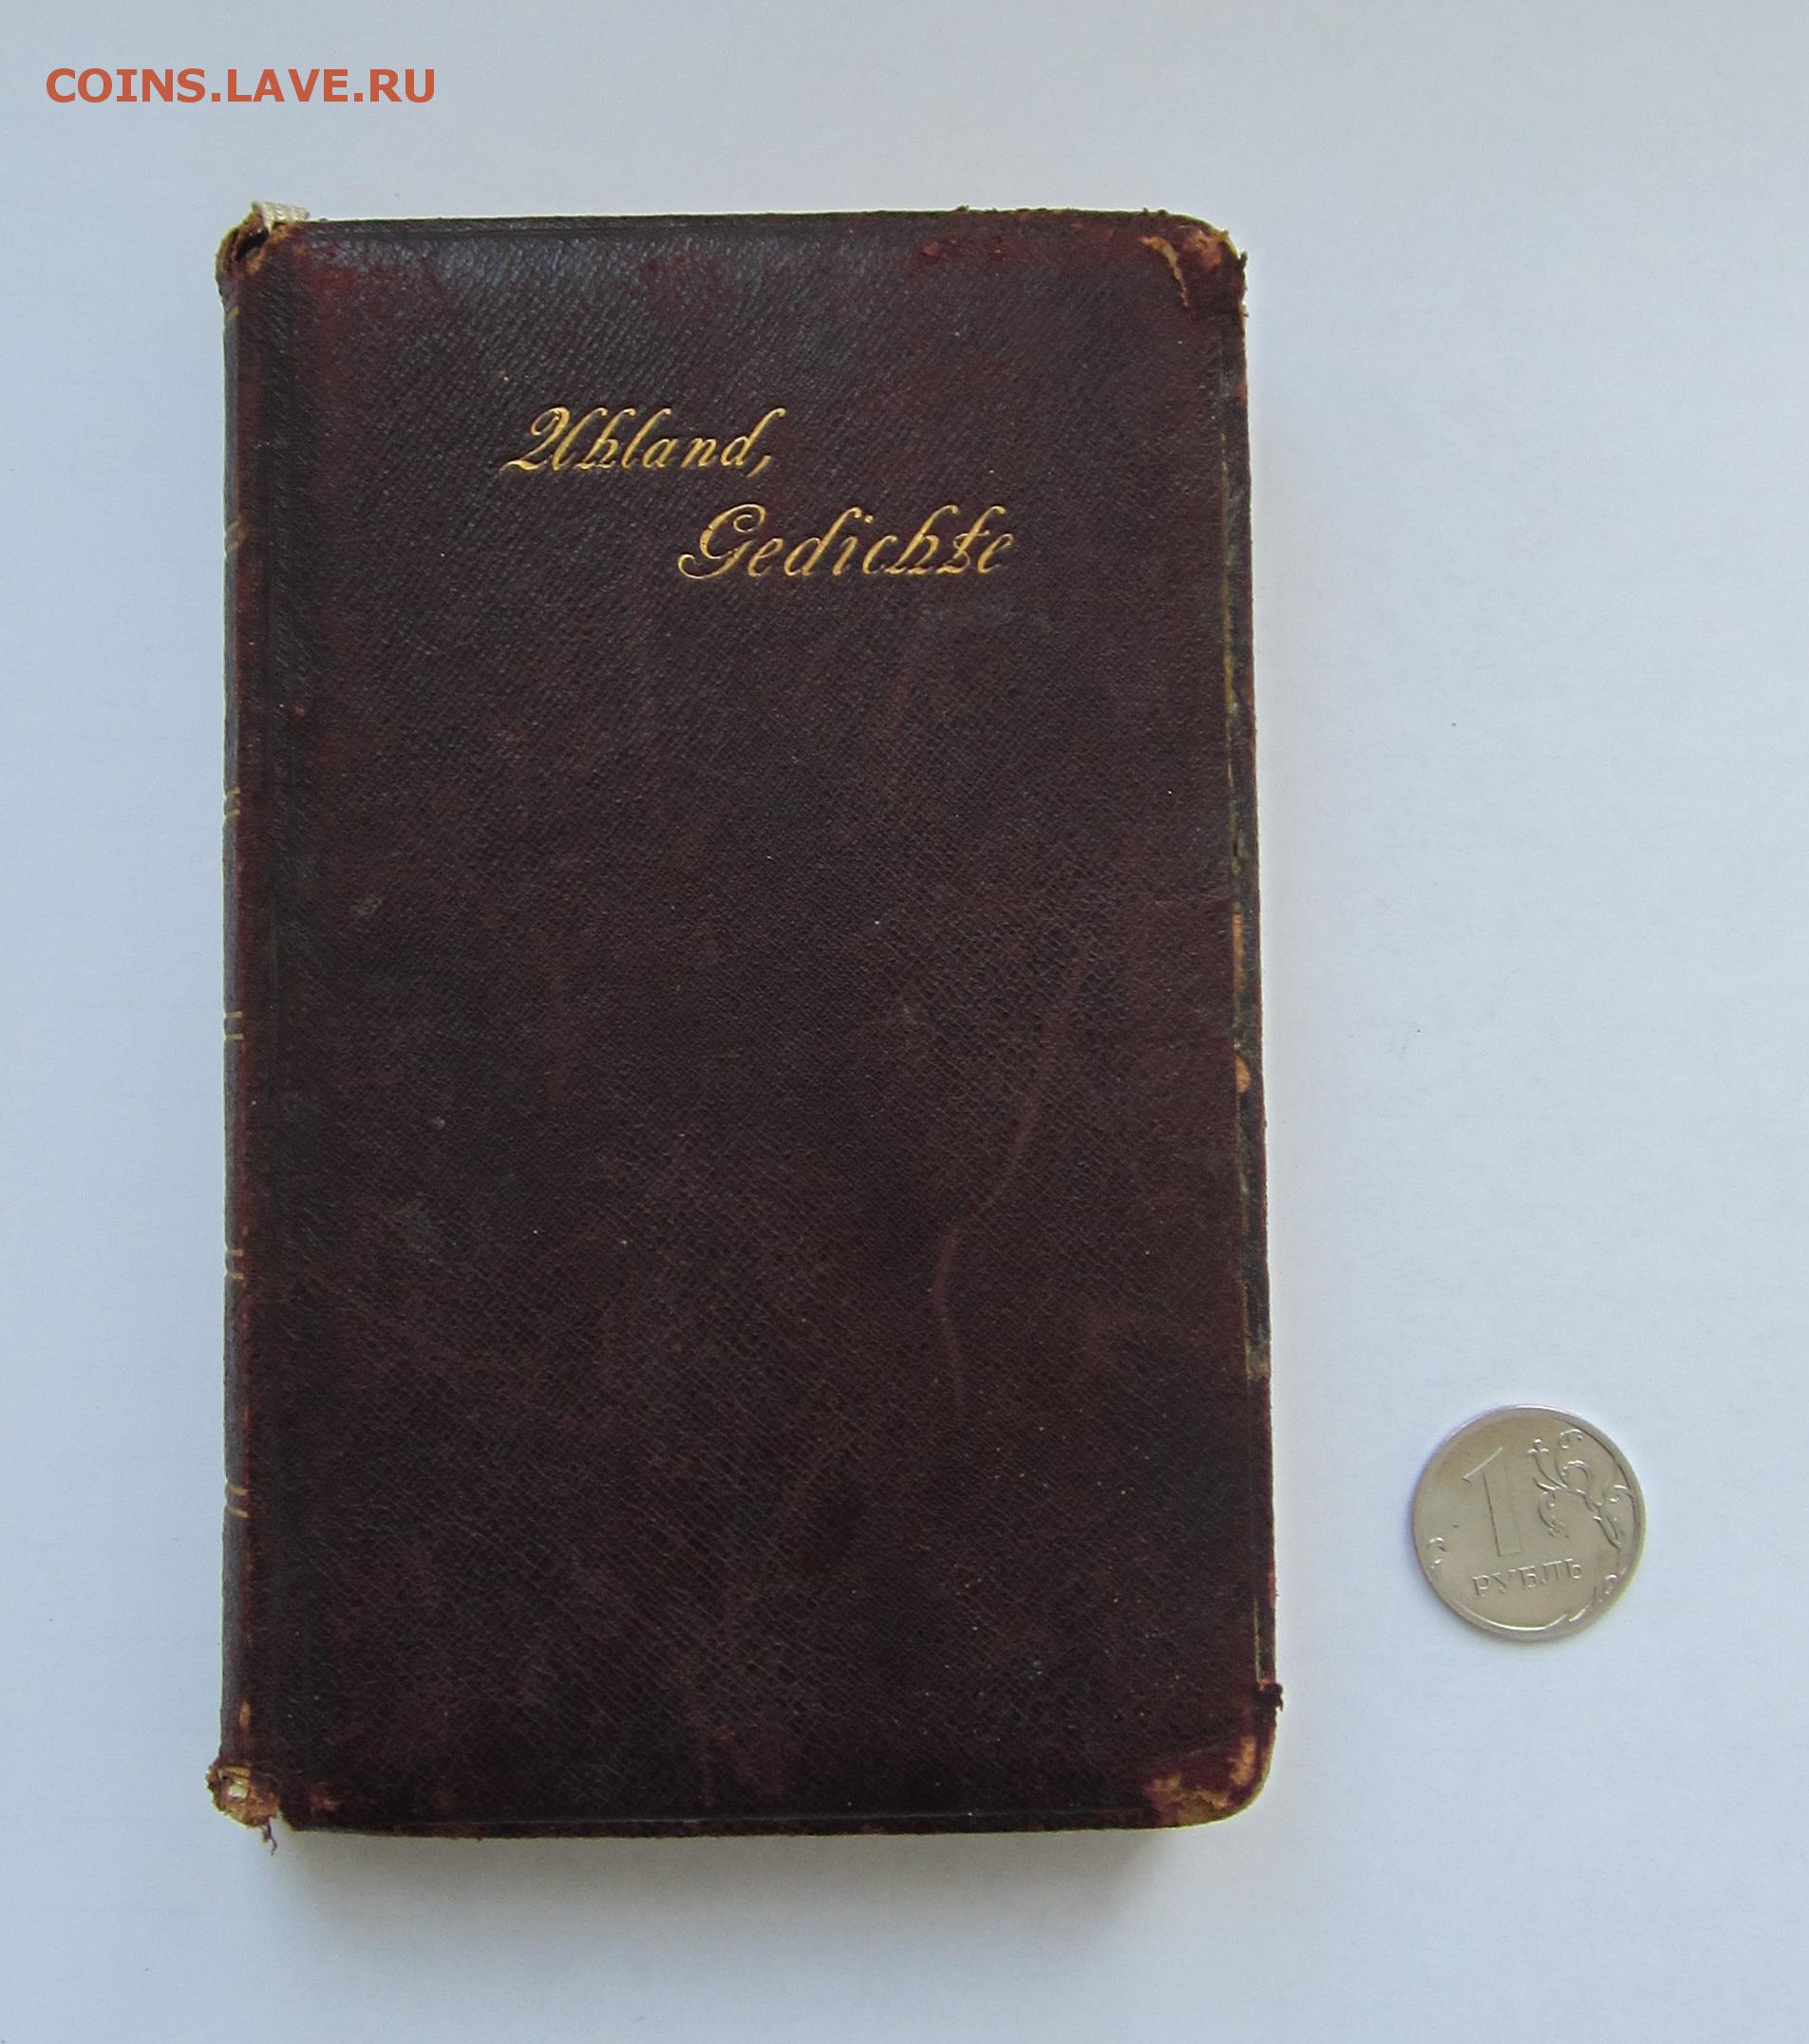 COINS.LAVE.RU
Uhland,
Gedichte
1
РУБЛЬ